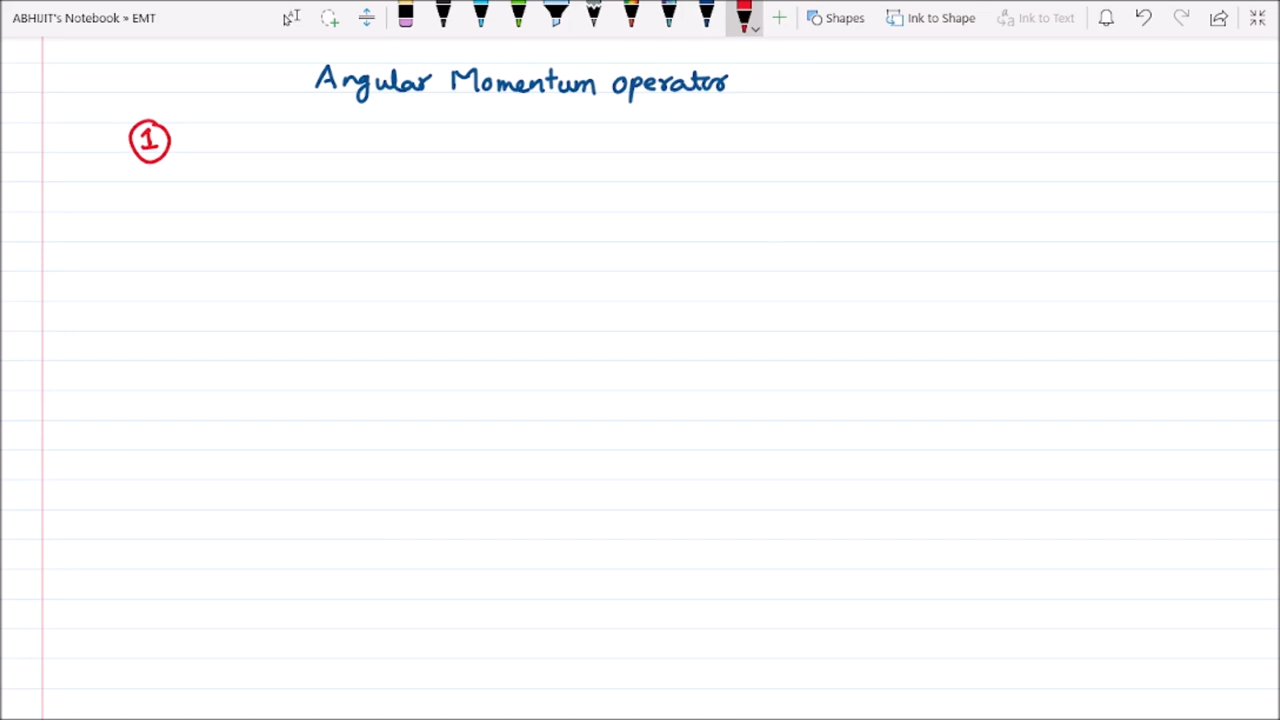 ABHIJIT's Notebook » EMT
Shapes
Ink to Shape
Ink to Text
Angular Momentum operator
1